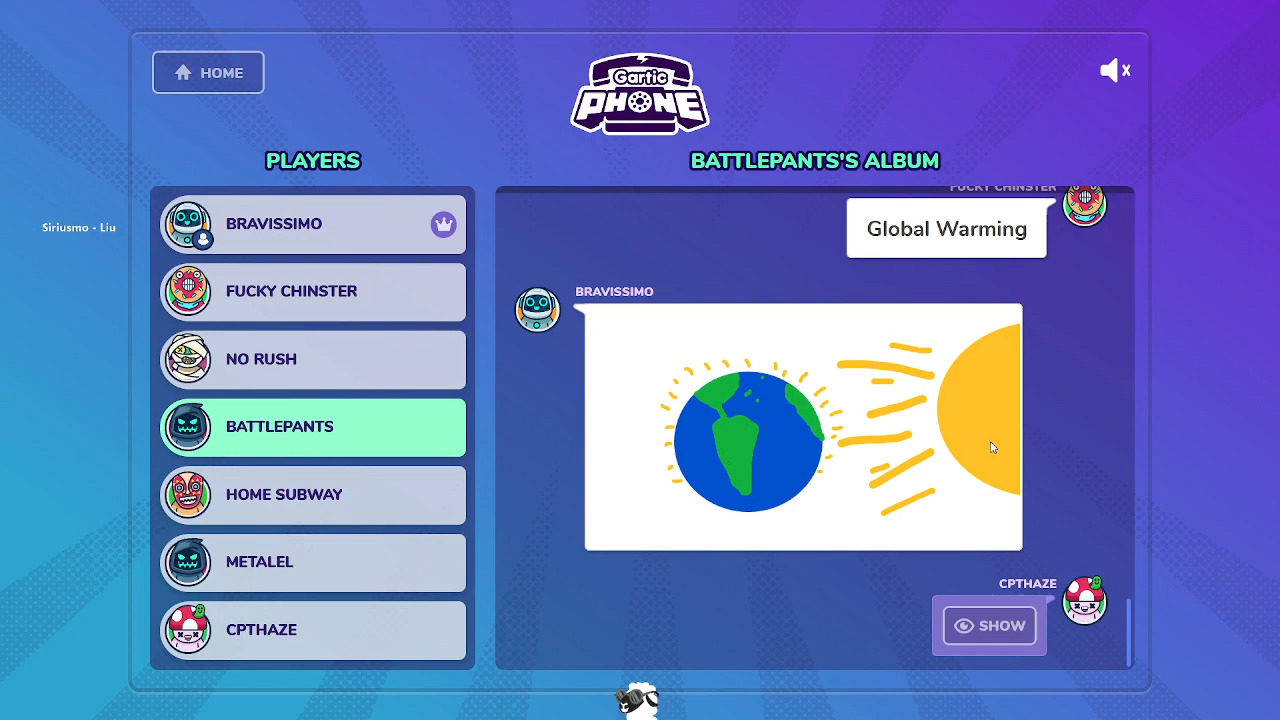 HOME
Gartic
PHONE
PLAYERS
BATTLEPANTS'S ALBUM
BRAVISSIMO
FUCKY CHINSTER
NO RUSH
BATTLEPANTS
HOME SUBWAY
METALEL
CPTHAZE
Siriusmo - Liu
FUCKY CHINSTER
Global Warming
BRAVISSIMO
CPTHAZE
SHOW